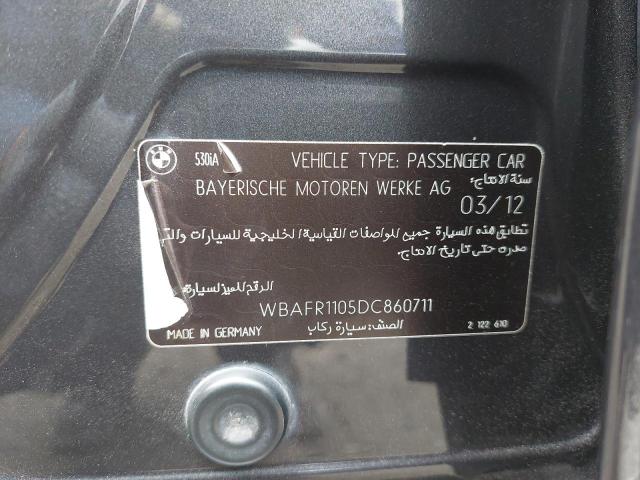 BMW
530iA
VEHICLE TYPE: PASSENGER CAR
سنة الانتاج:
BAYERISCHE MOTOREN WERKE AG
03/12
تطابق هذه السيارة جميع المواصفات القياسية الخليجية للسيارات والتي
صدرت حتى تاريخ الانتاج.
الرقم المميز للسيارة
WBAFR1105DC860711
MADE IN GERMANY
الصنف: سيارة ركاب
2 122 610